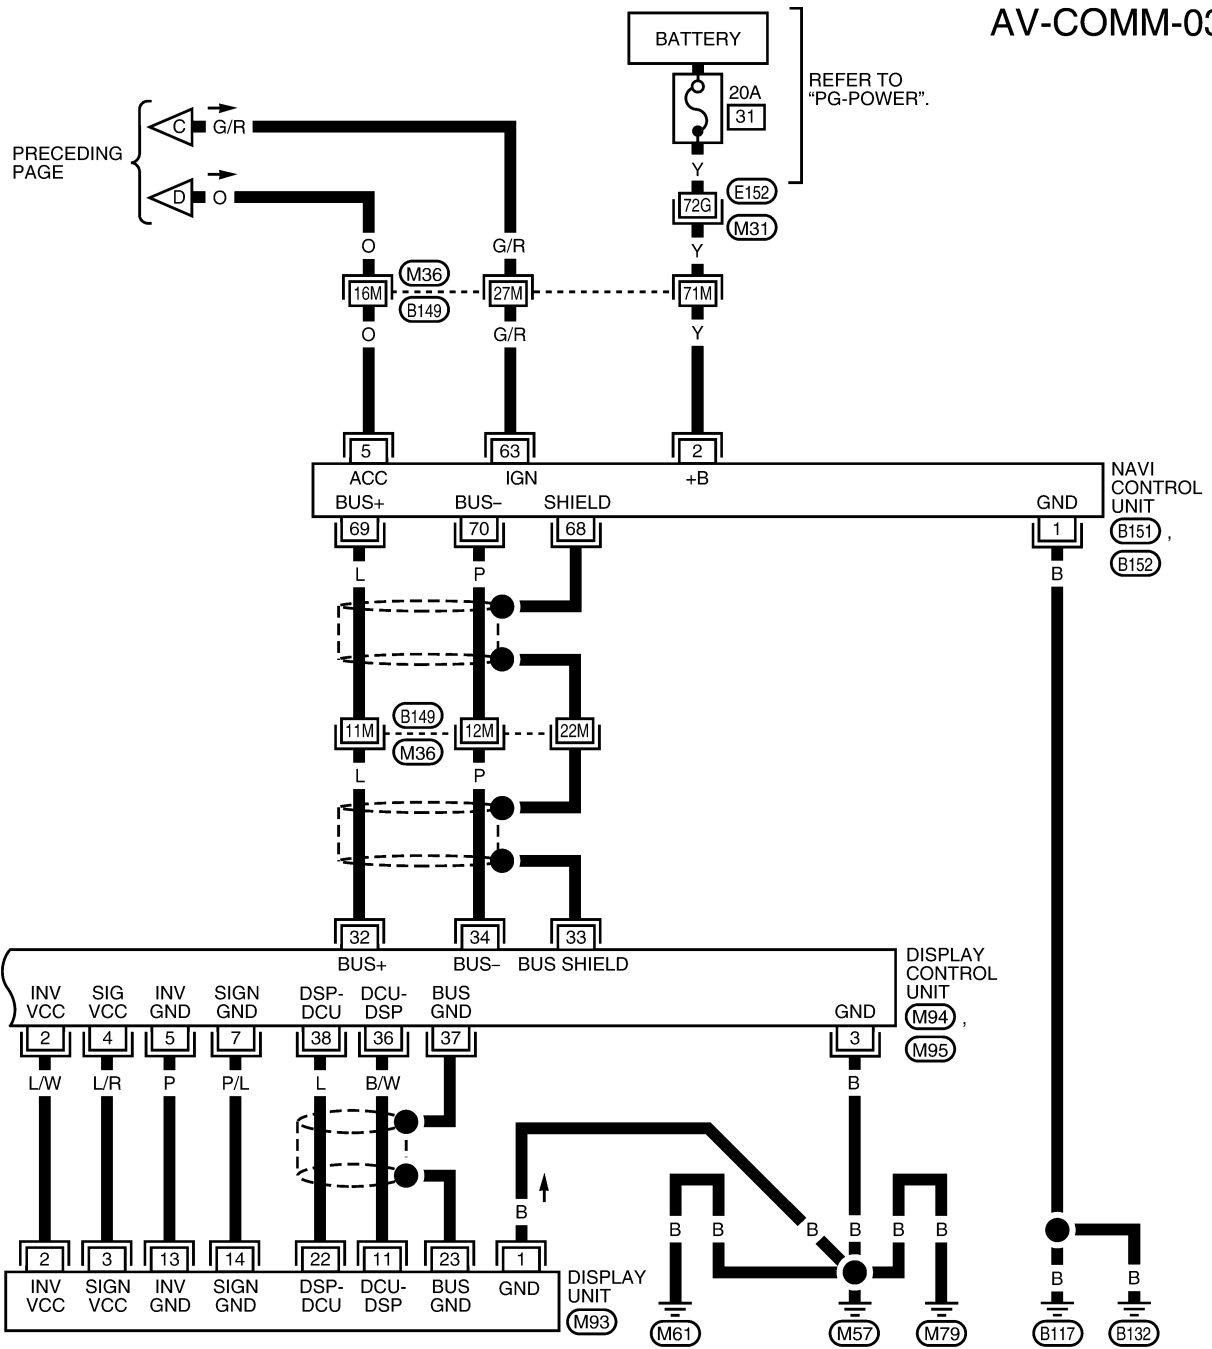 AV-COMM-03
BATTERY
REFER TO
“PG-POWER”.
20A
31
C
G/R
PRECEDING
PAGE
D
O
Y
72G
E152
M31
O
G/R
Y
16M
M36
B149
27M
71M
O
G/R
Y
5
63
2
ACC
IGN
+B
BUS+
BUS–
SHIELD
GND
NAVI
CONTROL
UNIT
B151 ,
B152
69
70
68
1
L
P
B
11M
B149
M36
12M
22M
L
P
32
34
33
BUS+
BUS–
BUS SHIELD
DISPLAY
CONTROL
UNIT
M94 ,
M95
INV
VCC
SIG
VCC
INV
GND
SIGN
GND
DSP-
DCU
DCU-
DSP
BUS
GND
GND
2
4
5
7
38
36
37
3
L/W
L/R
P
P/L
L
B/W
B
B
B
B
B
B
B
B
2
3
13
14
22
11
23
1
INV
VCC
SIGN
VCC
INV
GND
SIGN
GND
DSP-
DCU
DCU-
DSP
BUS
GND
GND
DISPLAY
UNIT
M93
B
B
M61
M57
M79
B117
B132